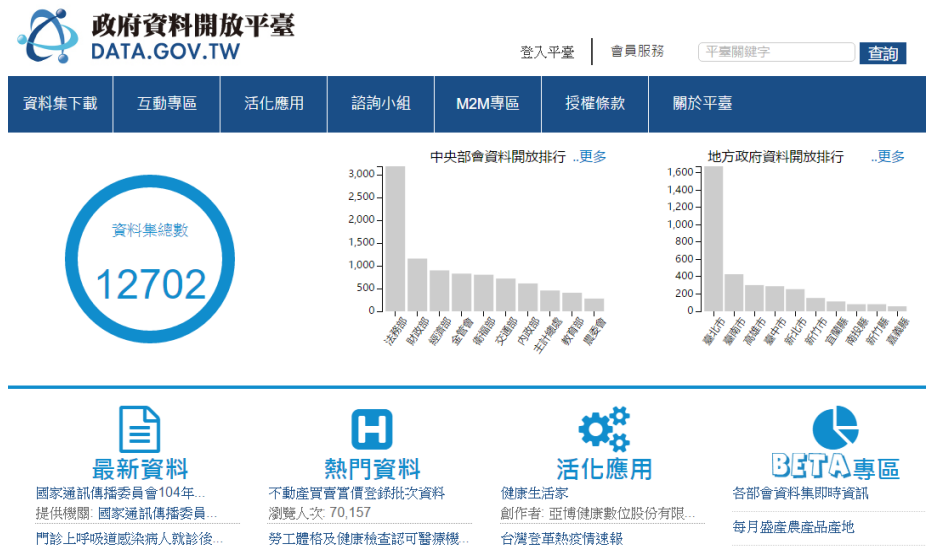 政府資料開放平臺
DATA.GOV.TW
登入平臺 會員服務 平臺關鍵字 查詢
資料集下載 互動專區 活化應用 諮詢小組 M2M專區 授權條款 關於平臺
資料集總數
12702
中央部會資料開放排行 ..更多
3,000
2,500
2,000
1,500
1,000
500
0
法務部 財政部 經濟部 金管會 衛福部 交通部 內政部 主計總處 教育部 農委會
地方政府資料開放排行 ..更多
1,600
1,400
1,200
1,000
800
600
400
200
0
臺北市 臺南市 高雄市 臺中市 新北市 新竹市 宜蘭縣 南投縣 新竹縣 嘉義縣
最新資料
國家通訊傳播委員會104年...
提供機關: 國家通訊傳播委員...
門診上呼吸道感染病人就診後...
H
熱門資料
不動產買賣實價登錄批次資料
瀏覽人次: 70,157
勞工體格及健康檢查認可醫療機...
活化應用
健康生活家
創作者: 亞博健康數位股份有限...
台灣登革熱疫情速報
BETA專區
各部會資料集即時資訊
每月盛產農產品產地